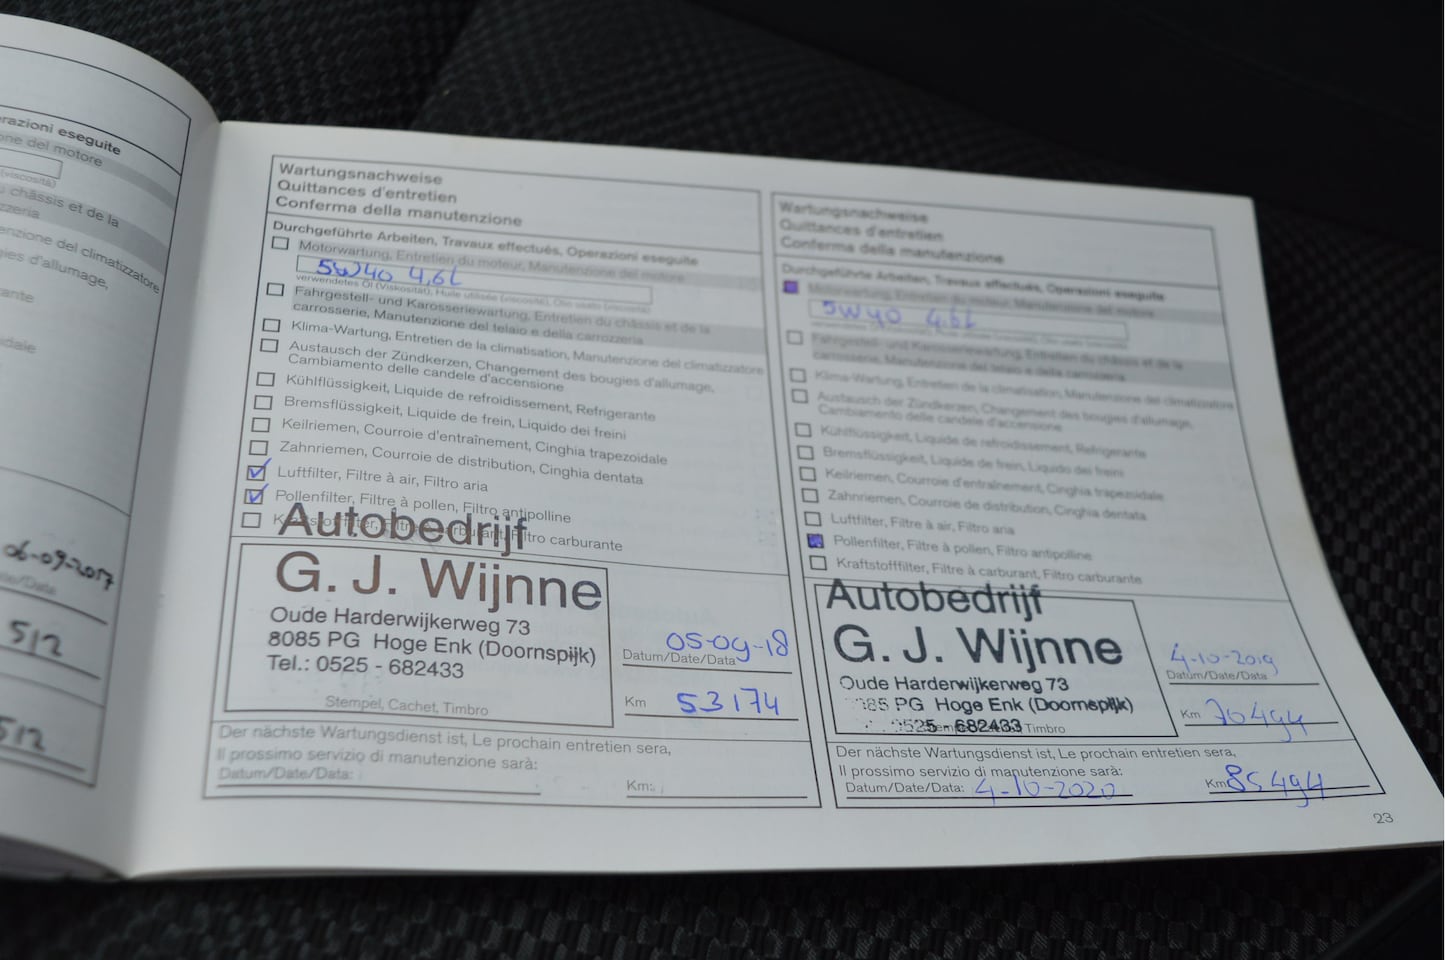 razioni eseguite
one del motore
(viscosità)
châssis et de la
zzeria
enzione del climatizzatore
gies d'allumage,
rante
idale
06-09-2017
Date/Data
512
512
Wartungsnachweise
Quittances d'entretien
Conferma della manutenzione
Durchgeführte Arbeiten, Travaux effectués, Operazioni eseguite
Motorwartung, Entretien du moteur, Manutenzione del motore
5W40 4,6L
verwendetes Öl (Viskosität), Huile utilisée (viscosité), Olio usato (viscosità)
Fahrgestell- und Karosseriewartung, Entretien du châssis et de la
carrosserie, Manutenzione del telaio e della carrozzeria
Klima-Wartung, Entretien de la climatisation, Manutenzione del climatizzatore
Austausch der Zündkerzen, Changement des bougies d'allumage,
Cambiamento delle candele d'accensione
Kühlflüssigkeit, Liquide de refroidissement, Refrigerante
Bremsflüssigkeit, Liquide de frein, Liquido dei freini
Keilriemen, Courroie d'entraînement, Cinghia trapezoidale
Zahnriemen, Courroie de distribution, Cinghia dentata
Luftfilter, Filtre à air, Filtro aria
Pollenfilter, Filtre à pollen, Filtro antipolline
Kraftstofffilter, Filtre à carburant, Filtro carburante
Autobedrijf
G. J. Wijnne
Oude Harderwijkerweg 73
8085 PG Hoge Enk (Doornspijk)
Tel.: 0525 - 682433
Stempel, Cachet, Timbro
05-09-18
Datum/Date/Data
Km 53174
Der nächste Wartungsdienst ist, Le prochain entretien sera,
Il prossimo servizio di manutenzione sarà:
Datum/Date/Data:
Km:
Wartungsnachweise
Quittances d'entretien
Conferma della manutenzione
Durchgeführte Arbeiten, Travaux effectués, Operazioni eseguite
Motorwartung, Entretien du moteur, Manutenzione del motore
5W40 4.6L
Fahrgestell- und Karosseriewartung, Entretien du châssis et de la
carrosserie, Manutenzione del telaio e della carrozzeria
Klima-Wartung, Entretien de la climatisation, Manutenzione del climatizzatore
Austausch der Zündkerzen, Changement des bougies d'allumage,
Cambiamento delle candele d'accensione
Kühlflüssigkeit, Liquide de refroidissement, Refrigerante
Bremsflüssigkeit, Liquide de frein, Liquido dei freini
Keilriemen, Courroie d'entraînement, Cinghia trapezoidale
Zahnriemen, Courroie de distribution, Cinghia dentata
Luftfilter, Filtre à air, Filtro aria
Pollenfilter, Filtre à pollen, Filtro antipolline
Kraftstofffilter, Filtre à carburant, Filtro carburante
Autobedrijf
G. J. Wijnne
Oude Harderwijkerweg 73
085 PG Hoge Enk (Doornspijk)
0525 - 682433 Timbro
4-10-2019
Datum/Date/Data
Km 70494
Der nächste Wartungsdienst ist, Le prochain entretien sera,
Il prossimo servizio di manutenzione sarà:
Datum/Date/Data: 4-10-2020
Km 85494
23